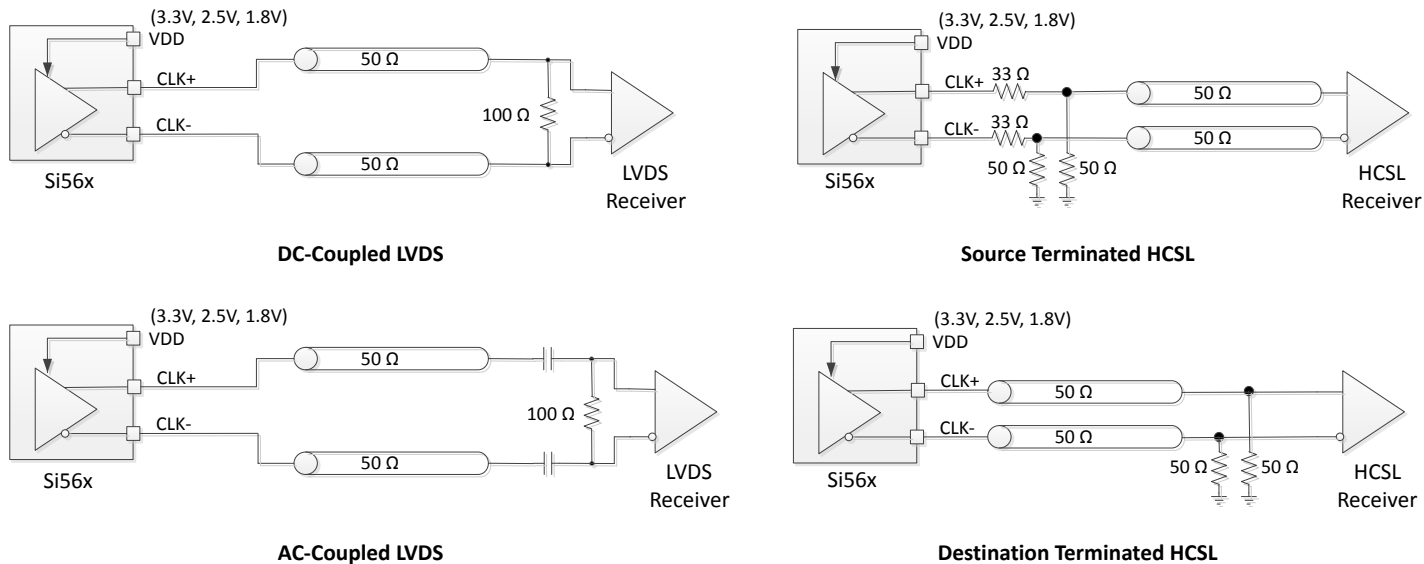 (3.3V, 2.5V, 1.8V)
VDD
CLK+
50 Ω
100 Ω
CLK-
50 Ω
Si56x
LVDS
Receiver
DC-Coupled LVDS
(3.3V, 2.5V, 1.8V)
VDD
CLK+
33 Ω
50 Ω
CLK-
33 Ω
50 Ω
50 Ω
50 Ω
Si56x
HCSL
Receiver
Source Terminated HCSL
(3.3V, 2.5V, 1.8V)
VDD
CLK+
50 Ω
100 Ω
CLK-
50 Ω
Si56x
LVDS
Receiver
AC-Coupled LVDS
(3.3V, 2.5V, 1.8V)
VDD
CLK+
50 Ω
CLK-
50 Ω
50 Ω
50 Ω
Si56x
HCSL
Receiver
Destination Terminated HCSL